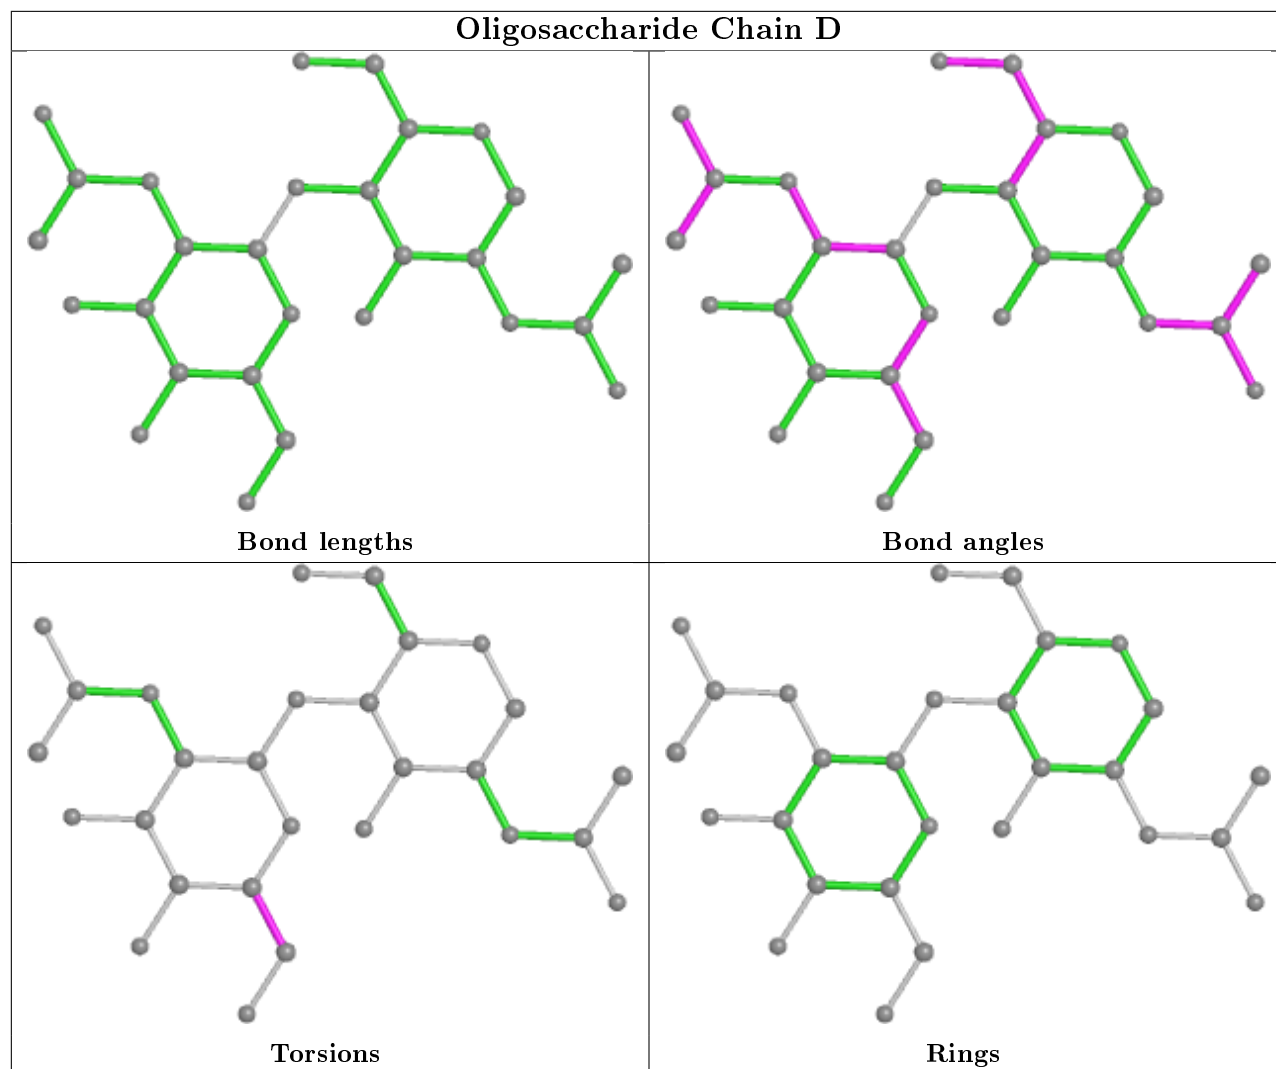 Oligosaccharide Chain D
Bond lengths
Bond angles
Torsions
Rings